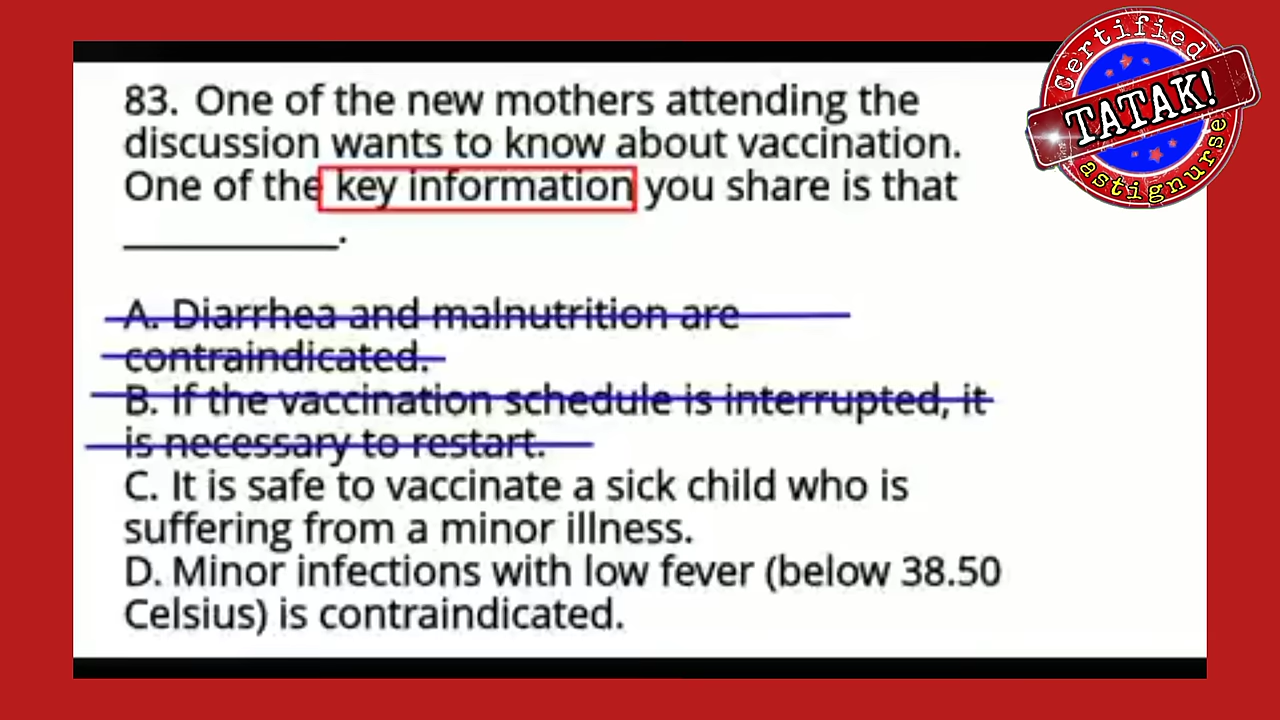 83. One of the new mothers attending the
discussion wants to know about vaccination.
One of the key information you share is that
___________.
A. Diarrhea and malnutrition are
contraindicated.
B. If the vaccination schedule is interrupted, it
is necessary to restart.
C. It is safe to vaccinate a sick child who is
suffering from a minor illness.
D. Minor infections with low fever (below 38.50
Celsius) is contraindicated.
Certified
TATAK!
astignurse